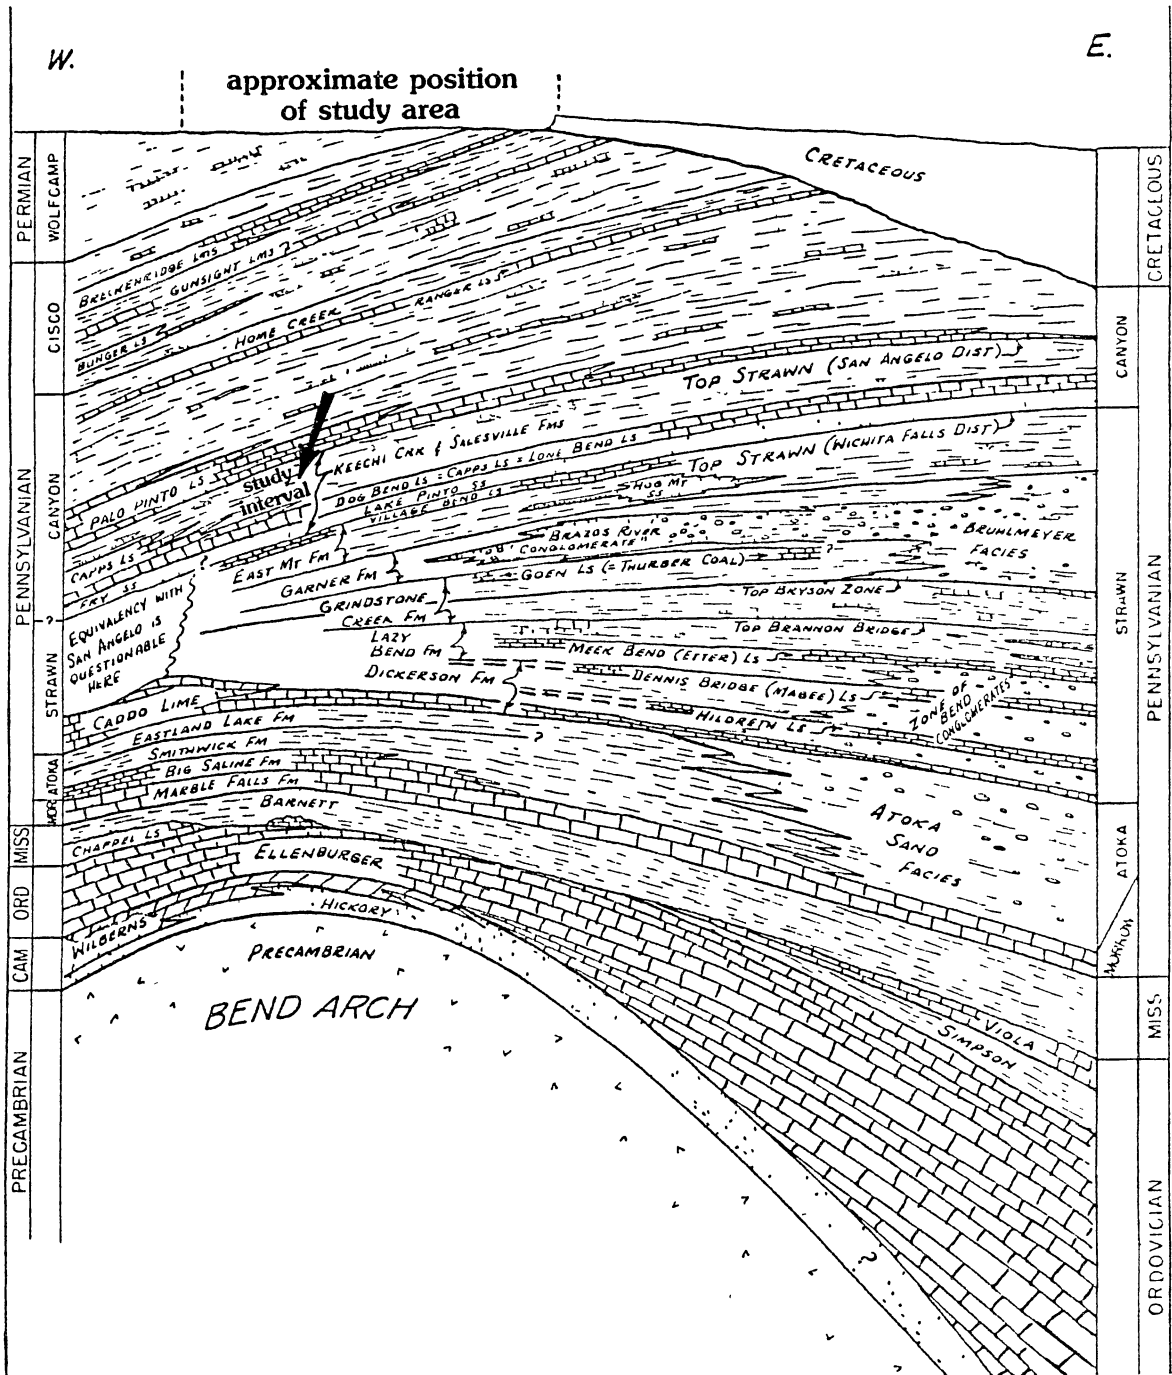 W.
E.
approximate position
of study area
CRETACEOUS
PERMIAN
WOLFCAMP
CISCO
PENNSYLVANIAN
CANYON
?
STRAWN
ATOKA
MOR
MISS
ORD
CAM
PRECAMBRIAN
BRECKENRIDGE LMS
GUNSIGHT LMS ?
BUNGER LS
HOME CREEK
RANGER LS
TOP STRAWN (SAN ANGELO DIST)
PALO PINTO LS
study
interval
KEECHI CRK & SALESVILLE FMS
DOG BEND LS = CAPPS LS = LONE BEND LS
LAKE PINTO SS
VILLAGE BEND LS
TOP STRAWN (WICHITA FALLS DIST)
HOG MT
SS
CAPPS LS
FRY SS
EAST MT FM
BRAZOS RIVER
CONGLOMERATE"
BRUHLMEYER
FACIES
GARNER FM
GOEN LS (= THURBER COAL)
?
EQUIVALENCY WITH
SAN ANGELO IS
QUESTIONABLE
HERE
GRINDSTONE
CREEK FM
TOP BRYSON ZONE
LAZY
BEND FM
TOP BRANNON BRIDGE
MEEK BEND (ETTER) LS
DICKERSON FM
DENNIS BRIDGE (MABEE) LS
HILDRETH LS
ZONE OF
BEND
CONGLOMERATES
CADDO LIME
EASTLAND LAKE FM
?
SMITHWICK FM
BIG SALINE FM
MARBLE FALLS FM
BARNETT
ATOKA
SAND
FACIES
CHAPPEL LS
ELLENBURGER
HICKORY
WILBERNS
PRECAMBRIAN
BEND ARCH
VIOLA
SIMPSON
?
CRETACEOUS
CANYON
STRAWN
PENNSYLVANIAN
ATOKA
MORROW
MISS
ORDOVICIAN